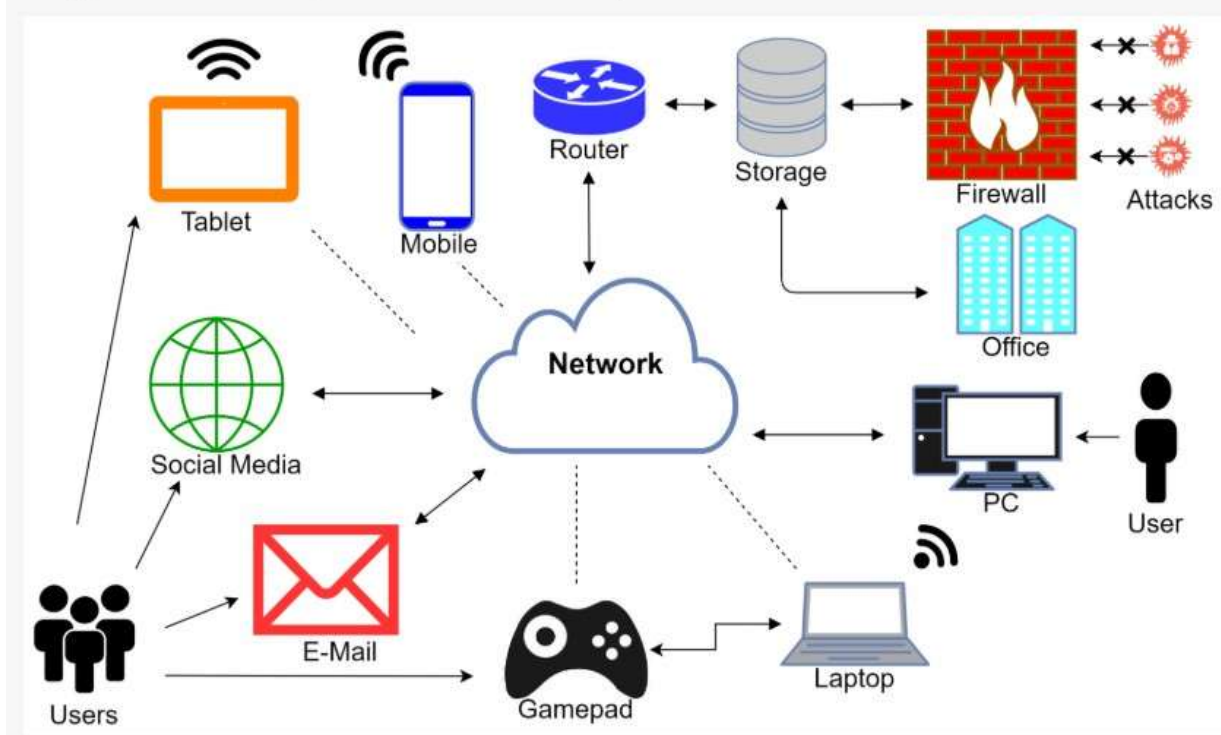 Router
Storage
Firewall
Attacks
Tablet
Mobile
Office
Network
Social Media
PC
User
E-Mail
Laptop
Gamepad
Users